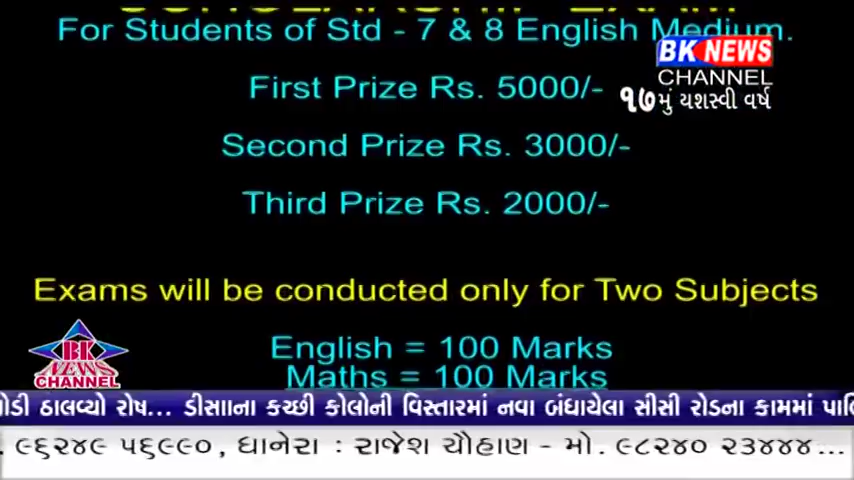 SCHOLARSHIP EXAM
For Students of Std - 7 & 8 English Medium.
BK NEWS
CHANNEL
૧૭મું યશસ્વી વર્ષ
First Prize Rs. 5000/-
Second Prize Rs. 3000/-
Third Prize Rs. 2000/-
Exams will be conducted only for Two Subjects
English = 100 Marks
Maths = 100 Marks
BK
NEWS
CHANNEL
ઠાલવ્યો રોષ... ડીસાના કચ્છી કોલોની વિસ્તારમાં નવા બંધાયેલા સીસી રોડના કામમાં
. ૯૬૨૪૯ ૫૬૯૯૦, ધાનેરા : રાજેશ ચૌહાણ - મો. ૯૮૨૪૦ ૨૩૪૪૪...